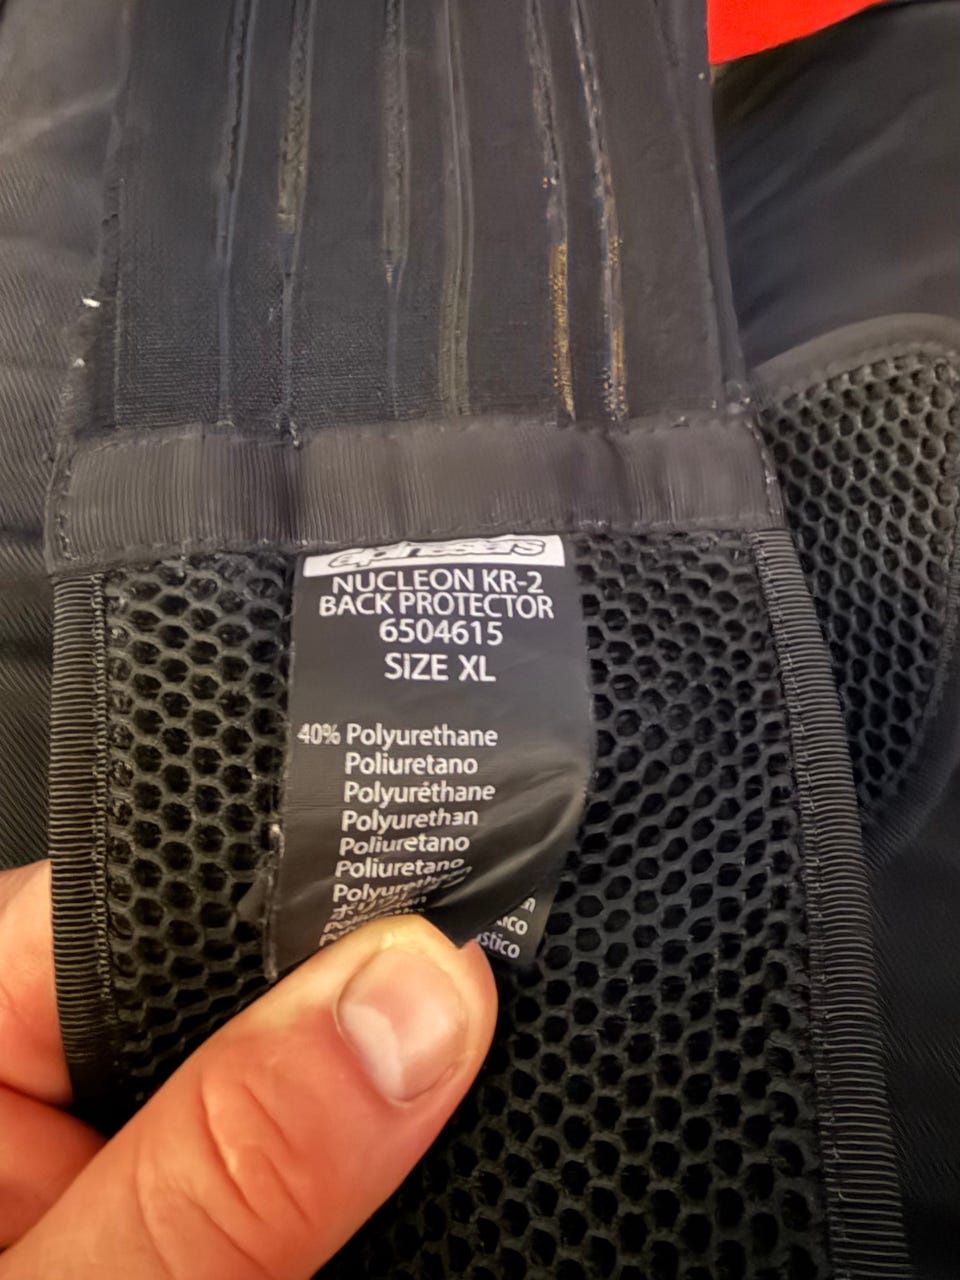 alpinestars
NUCLEON KR-2
BACK PROTECTOR
6504615
SIZE XL
40% Polyurethane
Poliuretano
Polyuréthane
Polyurethan
Poliuretano
Poliuretano